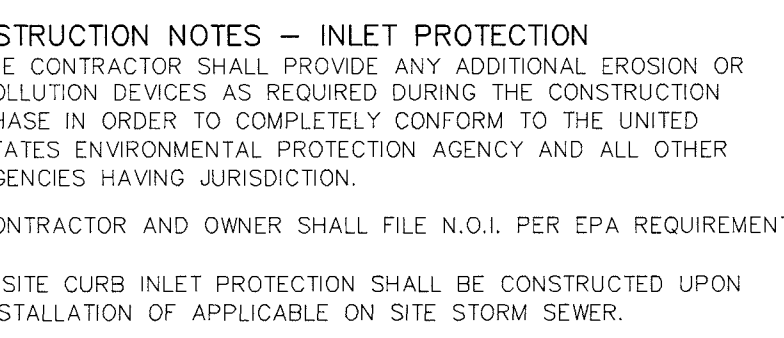 STRUCTION NOTES – INLET PROTECTION
E CONTRACTOR SHALL PROVIDE ANY ADDITIONAL EROSION OR
OLLUTION DEVICES AS REQUIRED DURING THE CONSTRUCTION
HASE IN ORDER TO COMPLETELY CONFORM TO THE UNITED
TATES ENVIRONMENTAL PROTECTION AGENCY AND ALL OTHER
GENCIES HAVING JURISDICTION.
ONTRACTOR AND OWNER SHALL FILE N.O.I. PER EPA REQUIREMENT
SITE CURB INLET PROTECTION SHALL BE CONSTRUCTED UPON
STALLATION OF APPLICABLE ON SITE STORM SEWER.